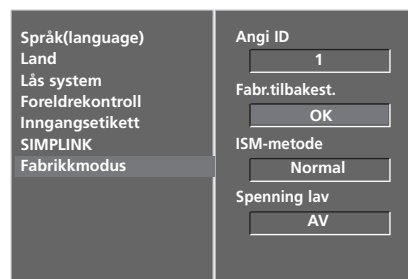 Språk(language)
Land
Lås system
Foreldrekontroll
Inngangsetikett
SIMPLINK
Fabrikkmodus
Angi ID
1
Fabr.tilbakest.
OK
ISM-metode
Normal
Spenning lav
AV